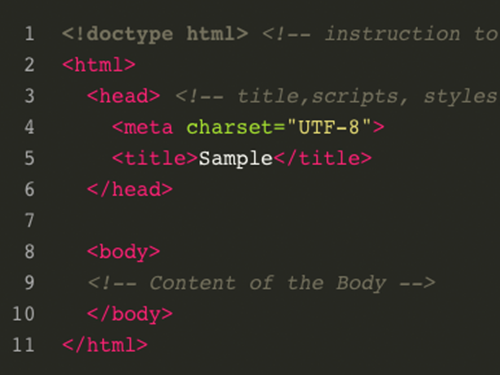 1 <!doctype html> <!-- instruction to
2 <html>
3 <head> <!-- title,scripts, styles
4 <meta charset="UTF-8">
5 <title>Sample</title>
6 </head>
7
8 <body>
9 <!-- Content of the Body -->
10 </body>
11 </html>